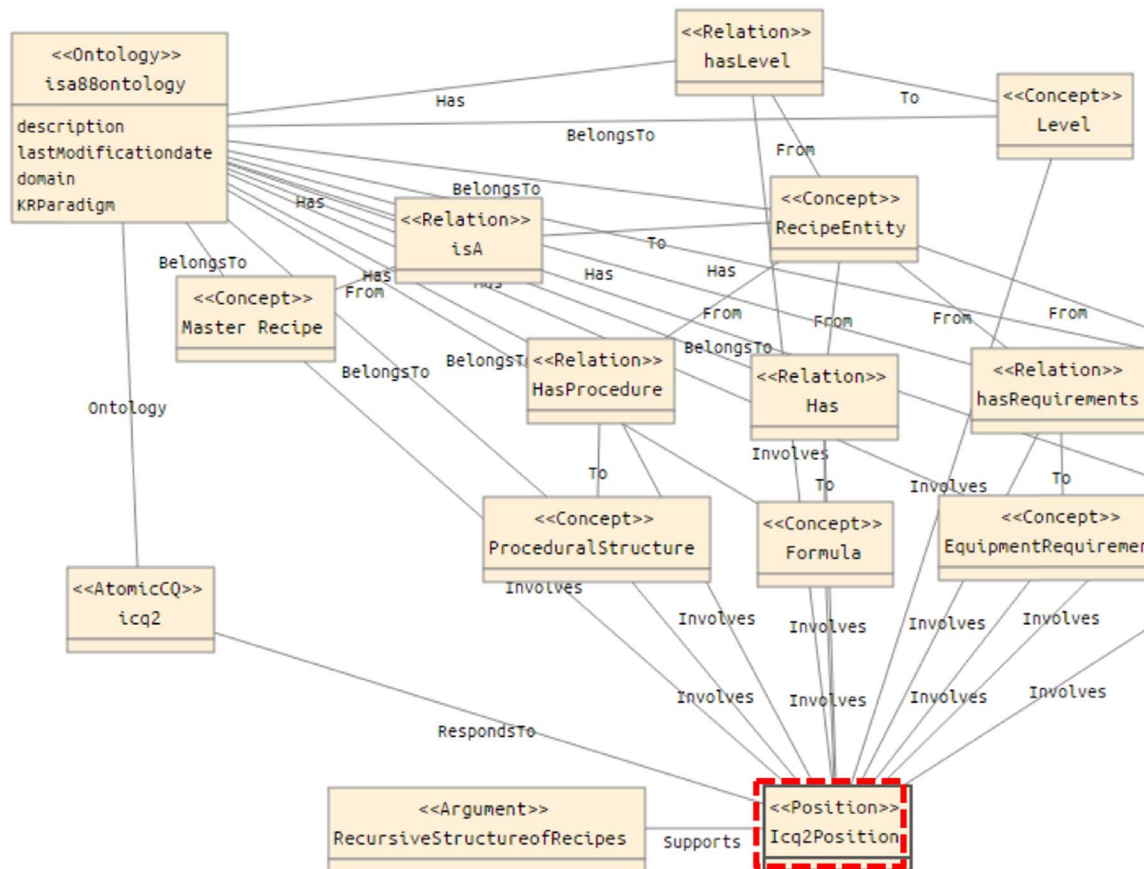 <<Relation>>
hasLevel
<<Ontology>>
isa88ontology
description
lastModificationdate
domain
KRParadigm
Has
To
<<Concept>>
Level
BelongsTo
From
BelongsTo
<<Concept>>
RecipeEntity
Has
<<Relation>>
isA
To
BelongsTo
Has
From
Has
Has
Has
<<Concept>>
Master Recipe
From
From
From
From
BelongsTo
BelongsTo
BelongsTo
<<Relation>>
HasProcedure
<<Relation>>
Has
<<Relation>>
hasRequirements
Ontology
Involves
To
To
Involves
To
<<Concept>>
ProceduralStructure
<<Concept>>
Formula
<<Concept>>
EquipmentRequiremen
<<AtomicCQ>>
icq2
Involves
Involves
Involves
Involves
Involves
Involves
Involves
Involves
RespondsTo
<<Argument>>
RecursiveStructureofRecipes
Supports
<<Position>>
Icq2Position